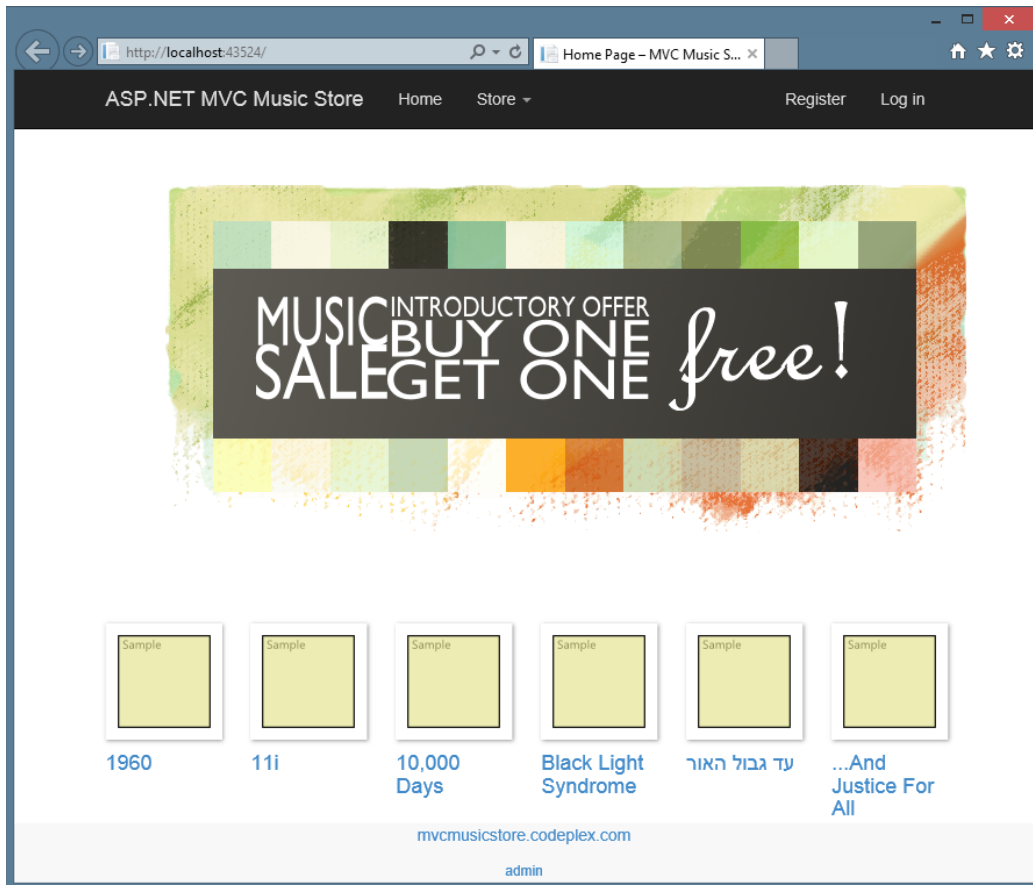 http://localhost:43524/
Home Page – MVC Music S...
ASP.NET MVC Music Store
Home
Store
Register
Log in
MUSIC SALE
INTRODUCTORY OFFER
BUY ONE
GET ONE
free!
Sample
Sample
Sample
Sample
Sample
Sample
1960
11i
10,000
Days
Black Light
Syndrome
עד גבול האור
...And
Justice For
All
mvcmusicstore.codeplex.com
admin